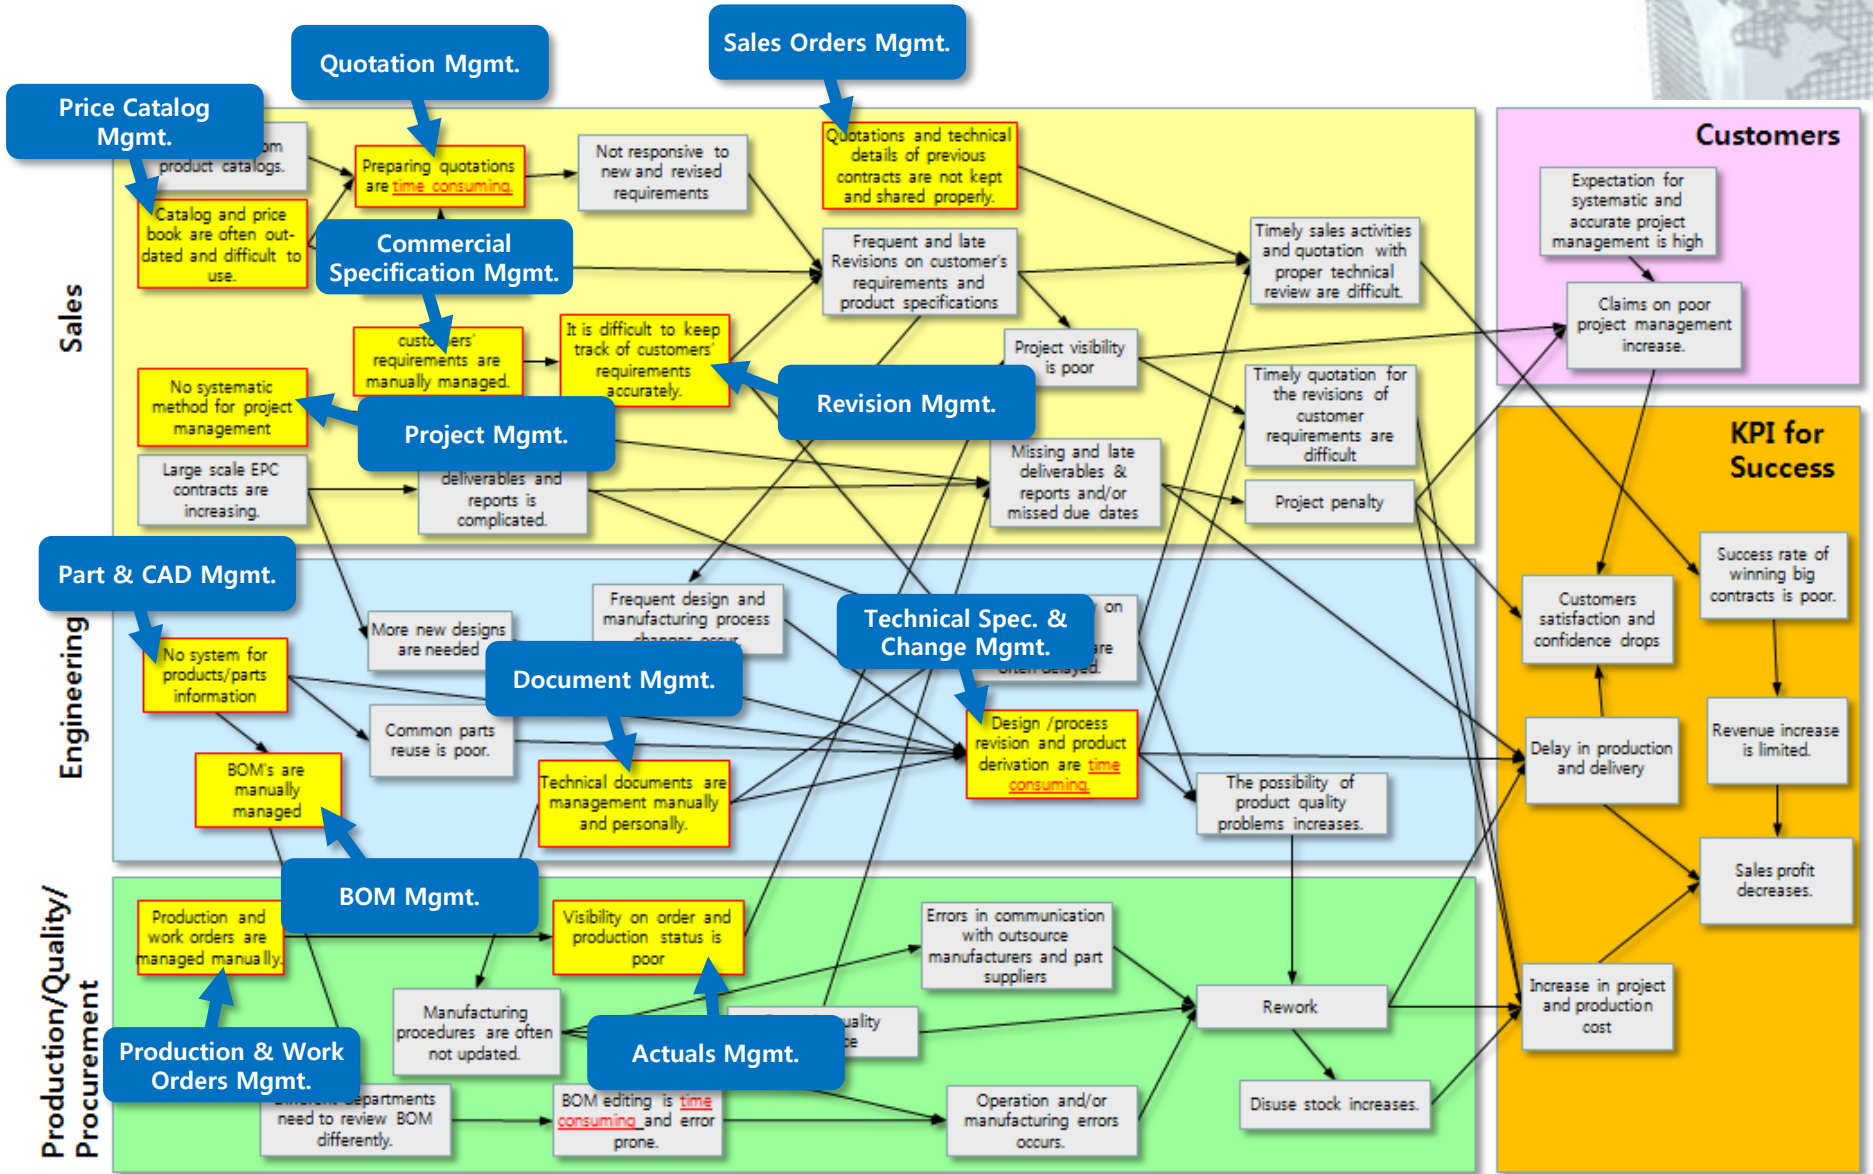 Sales Orders Mgmt.
Quotation Mgmt.
Price Catalog
Mgmt.
product catalogs.
Preparing quotations
are time consuming.
Not responsive to
new and revised
requirements
Quotations and technical
details of previous
contracts are not kept
and shared properly.
Catalog and price
book are often out-
dated and difficult to
use.
Commercial
Specification Mgmt.
Frequent and late
Revisions on customer's
requirements and
product specifications
Timely sales activities
and quotation with
proper technical
review are difficult.
Sales
customers'
requirements are
manually managed.
It is difficult to keep
track of customers'
requirements
accurately.
Project visibility
is poor
No systematic
method for project
management
Project Mgmt.
Revision Mgmt.
Timely quotation for
the revisions of
customer
requirements are
difficult
Large scale EPC
contracts are
increasing.
deliverables and
reports is
complicated.
Missing and late
deliverables &
reports and/or
missed due dates
Project penalty
Customers
Expectation for
systematic and
accurate project
management is high
Claims on poor
project management
increase.
KPI for
Success
Success rate of
winning big
contracts is poor.
Customers
satisfaction and
confidence drops
Revenue increase
is limited.
Delay in production
and delivery
Sales profit
decreases.
Increase in project
and production
cost
Engineering
Part & CAD Mgmt.
More new designs
are needed
Frequent design and
manufacturing process
changes occur
Technical Spec. &
Change Mgmt.
on
are
often delayed.
No system for
products/parts
information
Document Mgmt.
Common parts
reuse is poor.
Design /process
revision and product
derivation are time
consuming.
BOM's are
manually
managed
Technical documents are
management manually
and personally.
The possibility of
product quality
problems increases.
BOM Mgmt.
Production/Quality/
Procurement
Production and
work orders are
managed manually.
Visibility on order and
production status is
poor
Errors in communication
with outsource
manufacturers and part
suppliers
Manufacturing
procedures are often
not updated.
Rework
Production & Work
Orders Mgmt.
Actuals Mgmt.
Different departments
need to review BOM
differently.
BOM editing is time
consuming and error
prone.
Operation and/or
manufacturing errors
occurs.
Disuse stock increases.